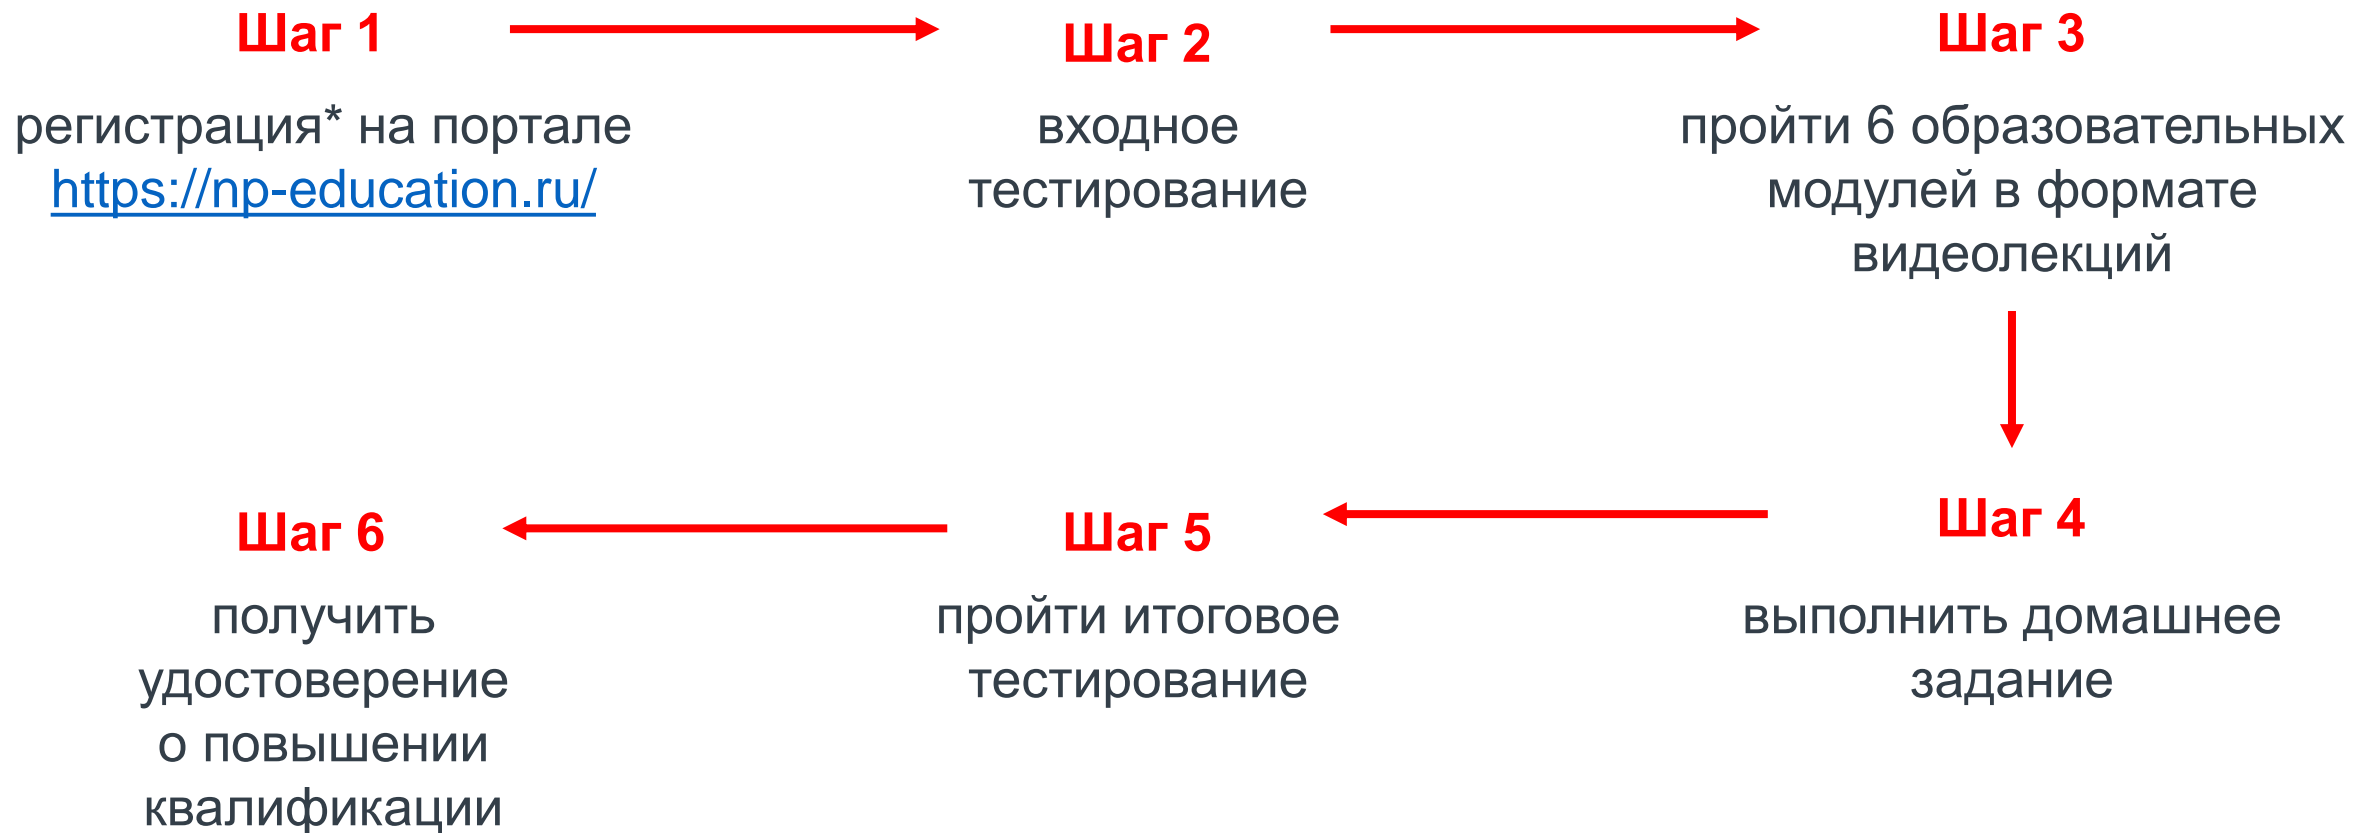 Шаг 1
регистрация* на портале
https://np-education.ru/
Шаг 2
входное
тестирование
Шаг 3
пройти 6 образовательных
модулей в формате
видеолекций
Шаг 4
выполнить домашнее
задание
Шаг 5
пройти итоговое
тестирование
Шаг 6
получить
удостоверение
о повышении
квалификации